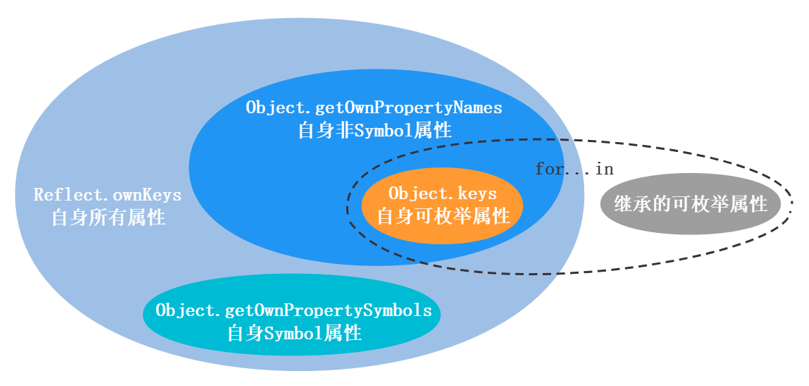 Object.getOwnPropertyNames
自身非Symbol属性
for...in
Reflect.ownKeys
自身所有属性
Object.keys
自身可枚举属性
继承的可枚举属性
Object.getOwnPropertySymbols
自身Symbol属性